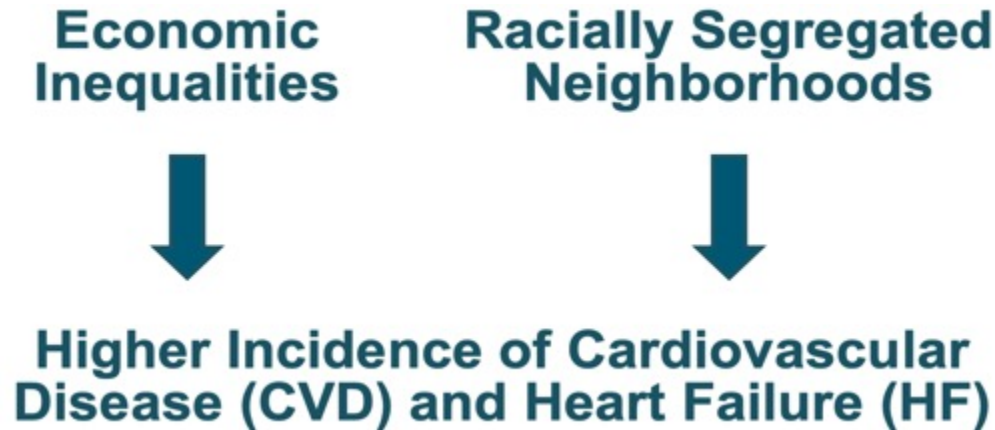 Economic
Inequalities
Racially Segregated
Neighborhoods
Higher Incidence of Cardiovascular
Disease (CVD) and Heart Failure (HF)